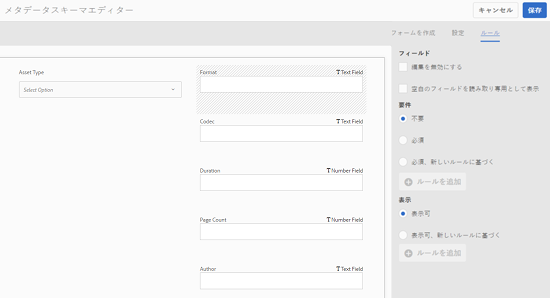 メタデータスキーマエディター
キャンセル
保存
フォームを作成
設定
ルール
Asset Type
Select Option
Format
T Text Field
Codec
T Text Field
Duration
T Number Field
Page Count
T Number Field
Author
T Text Field
フィールド
編集を無効にする
空白のフィールドを読み取り専用として表示
要件
不要
必須
必須、新しいルールに基づく
ルールを追加
表示
表示可
表示可、新しいルールに基づく
ルールを追加